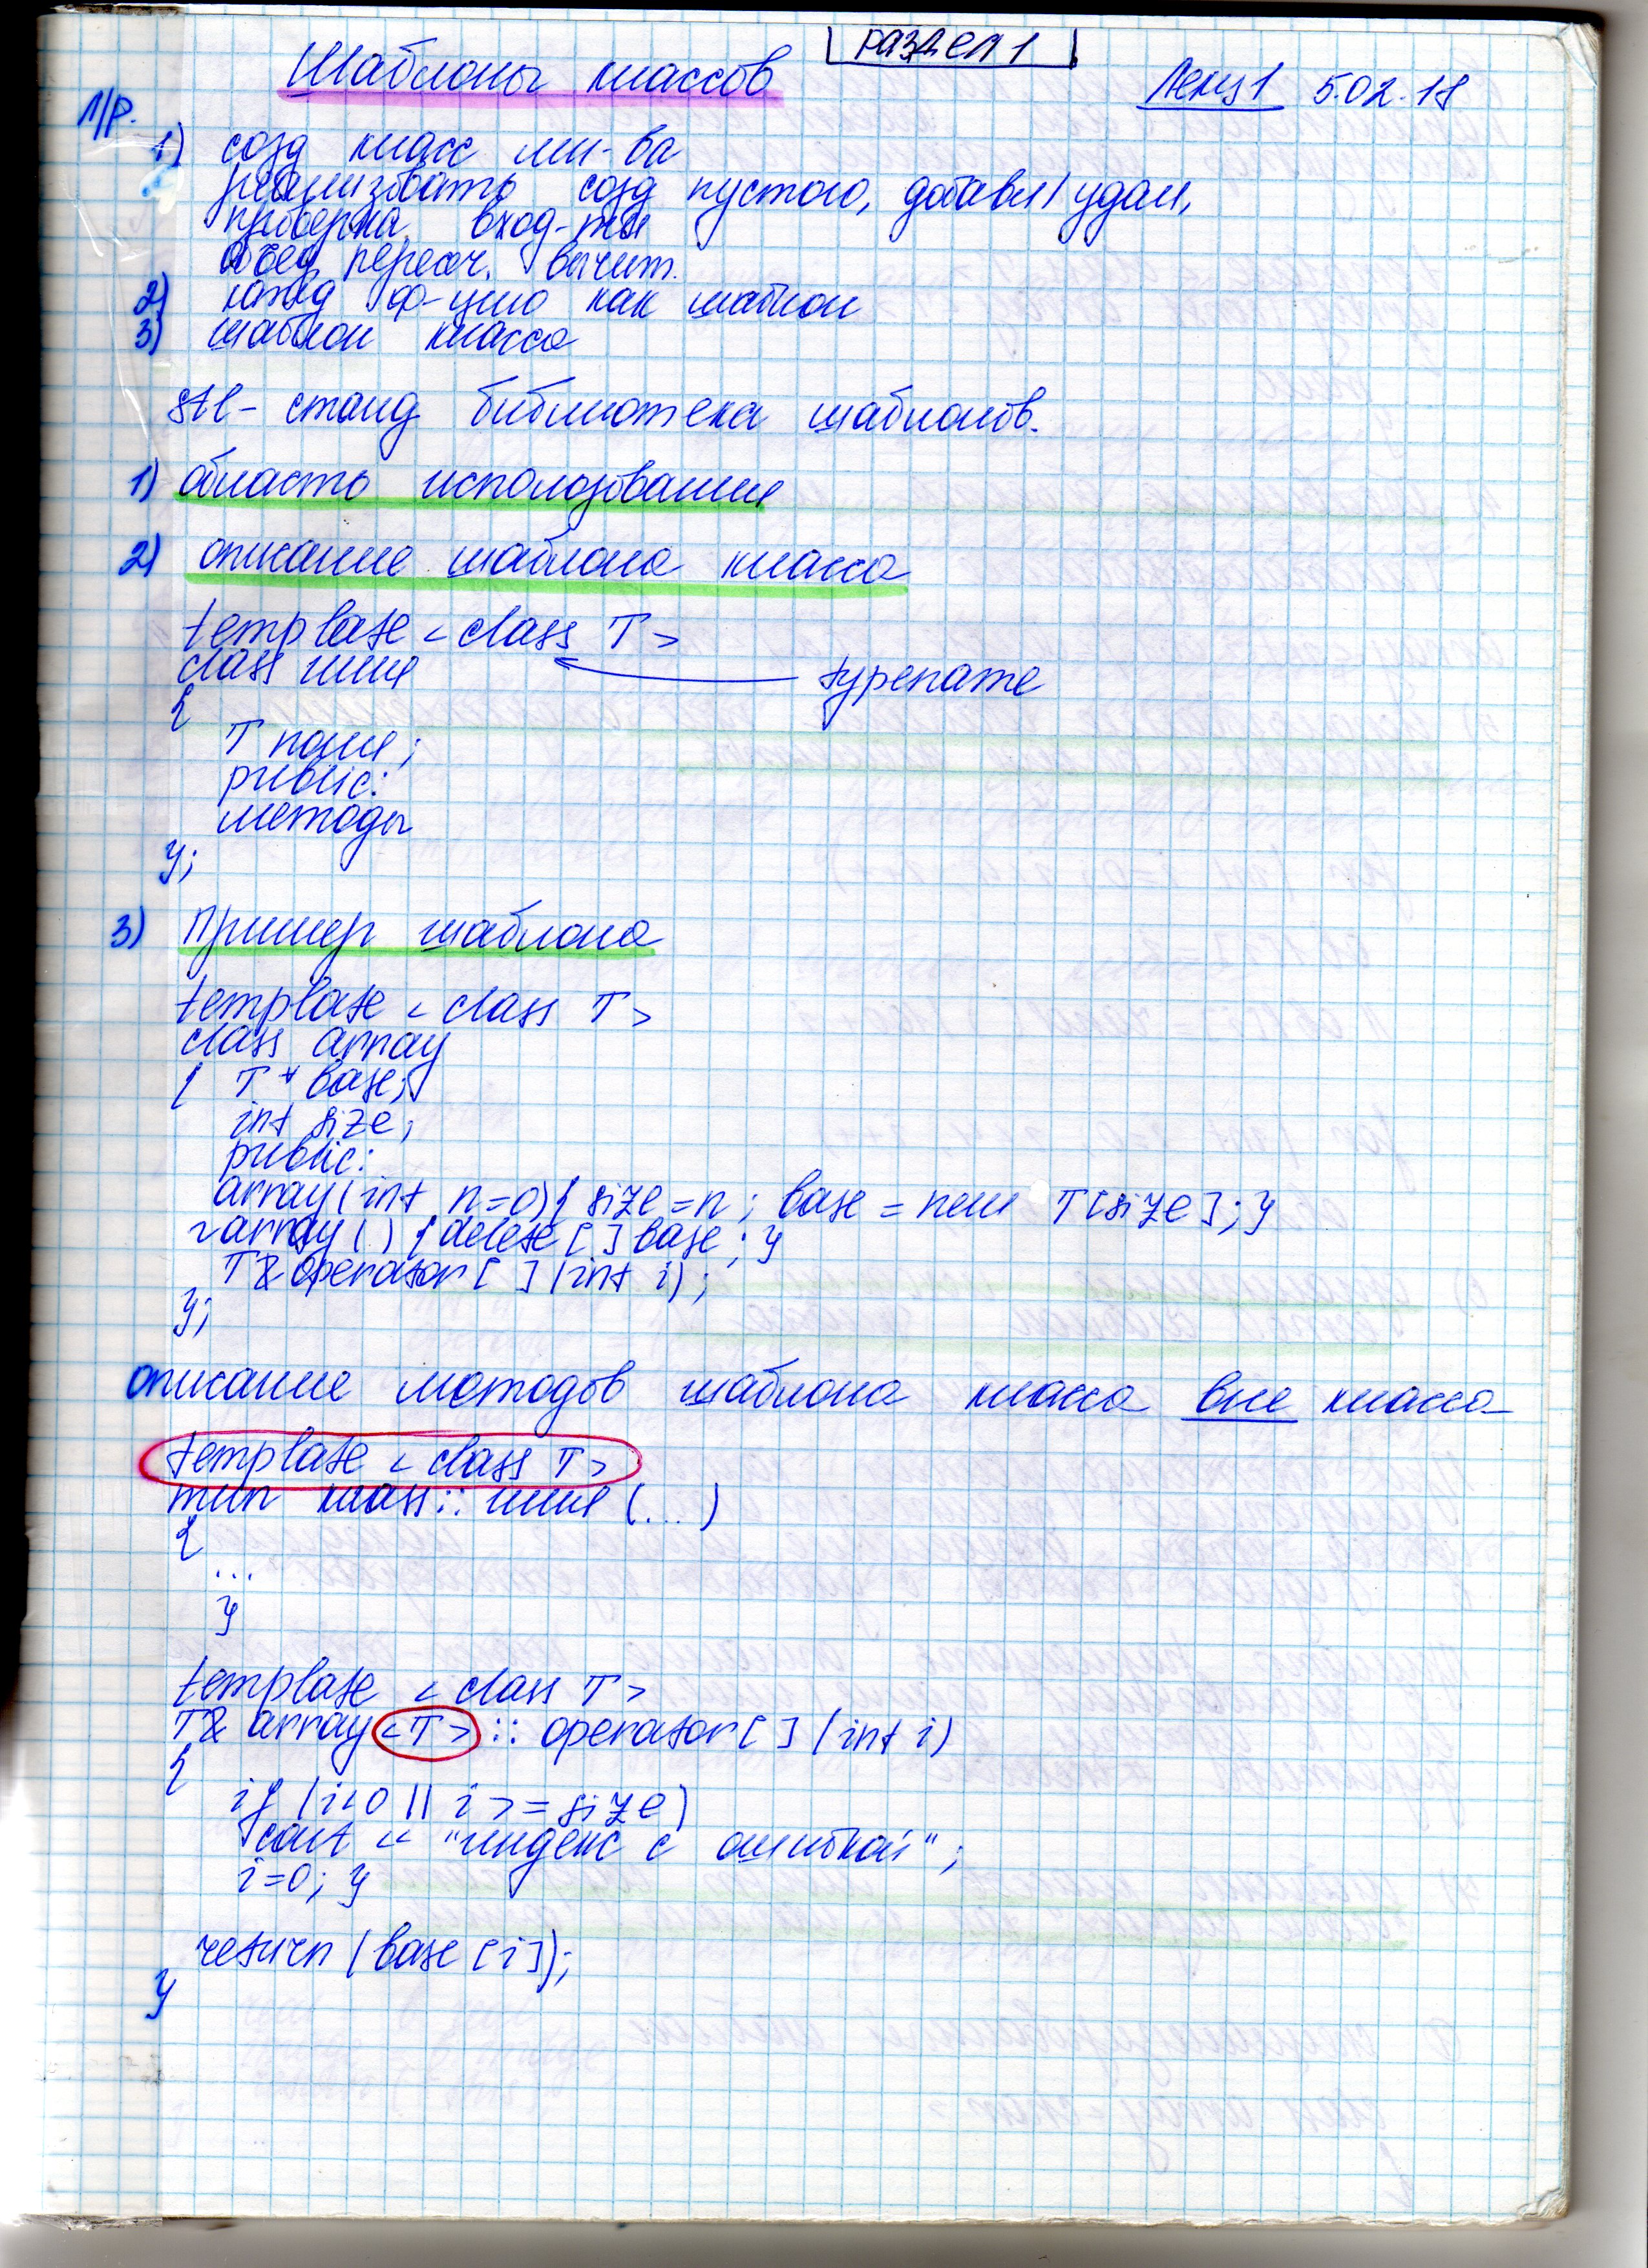 Раздел 1
Шаблоны классов
Лекц 1 5.02.18
Л/Р.
1) созд класс мн-ва
реализовать созд пустого, добавл/удал,
проверка вход-ти
объед пересеч. вычит.
2) кажд ф-цию как шаблон
3) шаблон класса
stl - станд библиотека шаблонов.
1) область использования
2) описание шаблона класса
template <class T>
class имя
typename
{
T поля;
public:
методы
};
3) Пример шаблона
template <class T>
class array
{ T * base;
int size;
public:
array(int n=0){ size=n; base = new T[size]; }
~array() {delete[] base; }
T& operator[](int i);
};
описание методов шаблона класса вне класса
template <class T>
тип класс:: имя (...)
{
...
}
template <class T>
T& array <T> :: operator[](int i)
{
if (i<0 || i >= size)
cout << "индекс с ошибкой";
i=0; }
return (base[i]);
}